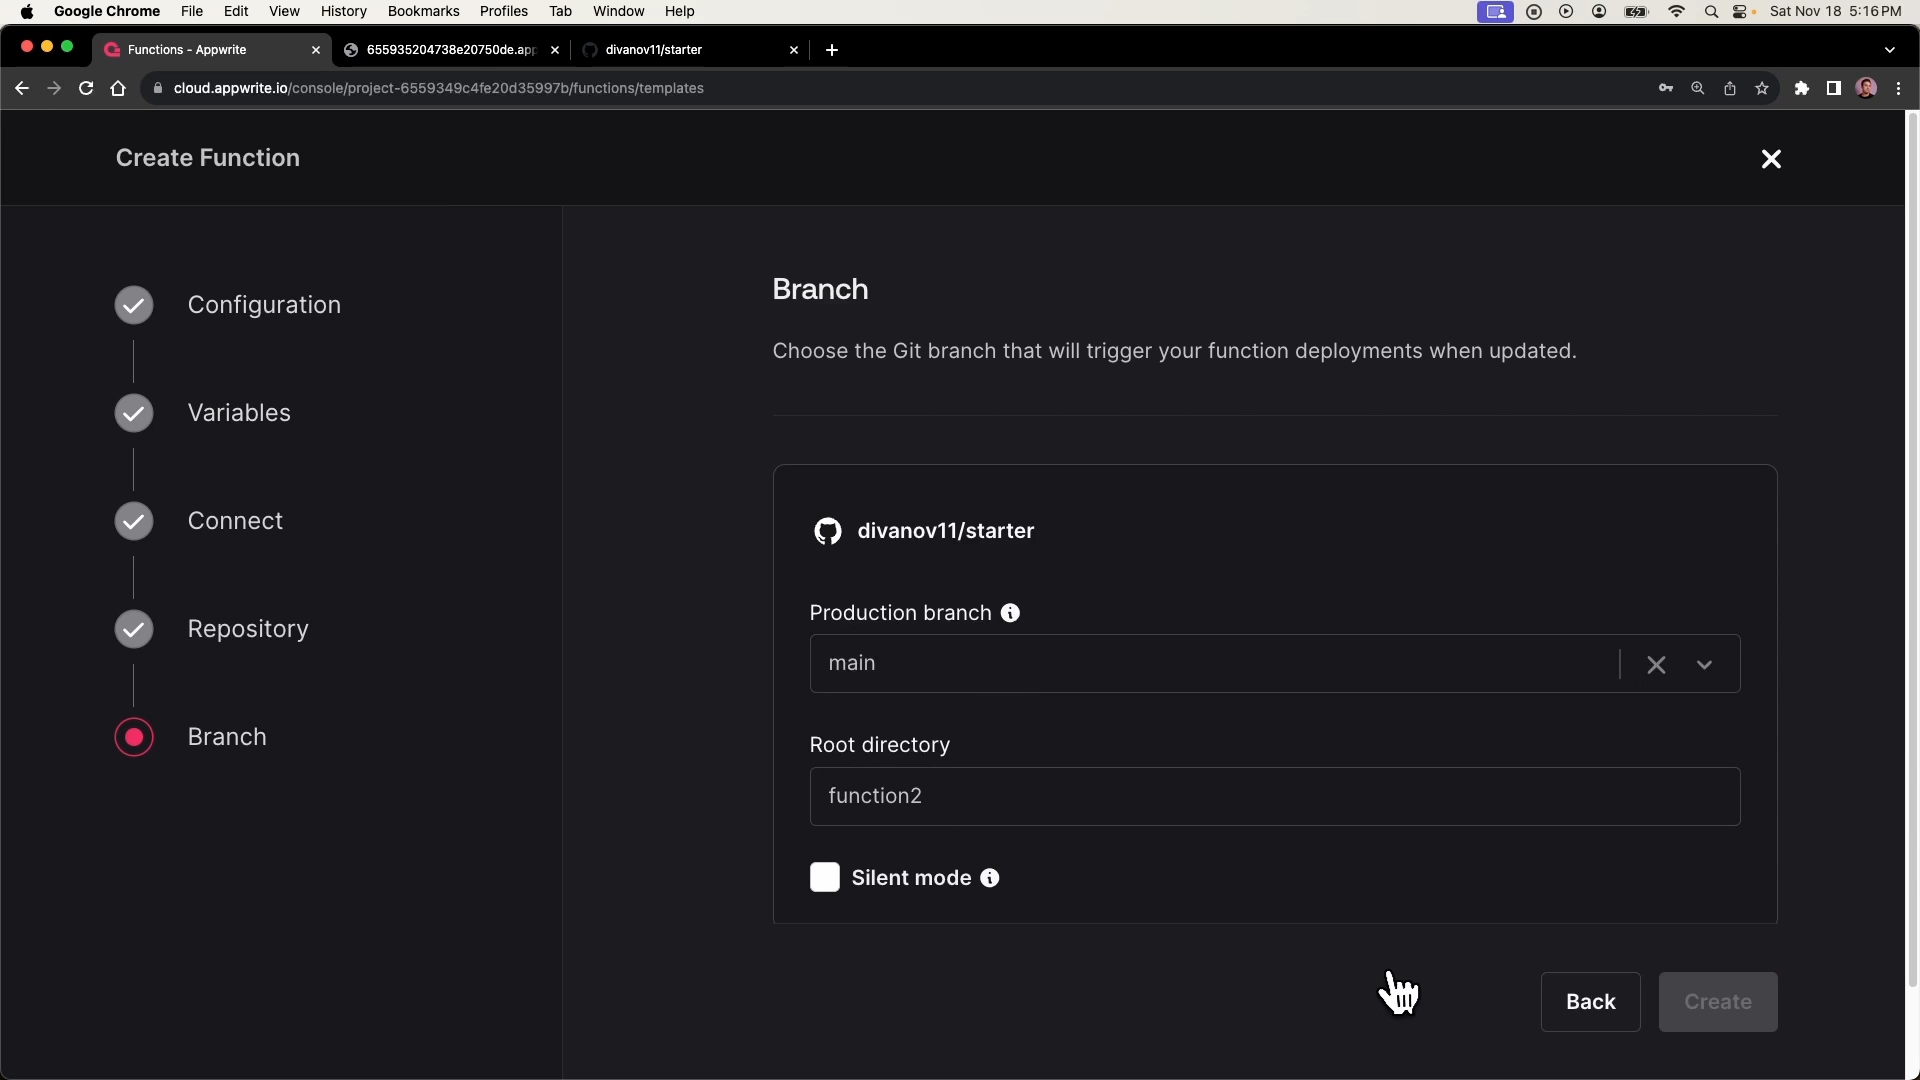 Google Chrome File Edit View History Bookmarks Profiles Tab Window Help Sat Nov 18 5:16 PM
Functions - Appwrite 655935204738e20750de.app divanov11/starter
cloud.appwrite.io/console/project-6559349c4fe20d35997b/functions/templates
Create Function
Configuration
Variables
Connect
Repository
Branch
Branch
Choose the Git branch that will trigger your function deployments when updated.
divanov11/starter
Production branch
main
Root directory
function2
Silent mode
Back Create